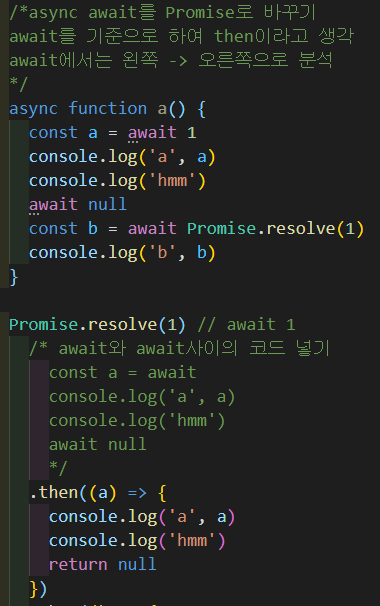 /*async await를 Promise로 바꾸기
await를 기준으로 하여 then이라고 생각
await에서는 왼쪽 -> 오른쪽으로 분석
*/
async function a() {
  const a = await 1
  console.log('a', a)
  console.log('hmm')
  await null
  const b = await Promise.resolve(1)
  console.log('b', b)
}

Promise.resolve(1) // await 1
  /* await와 await사이의 코드 넣기
    const a = await
    console.log('a', a)
    console.log('hmm')
    await null
    */
  .then((a) => {
    console.log('a', a)
    console.log('hmm')
    return null
  })